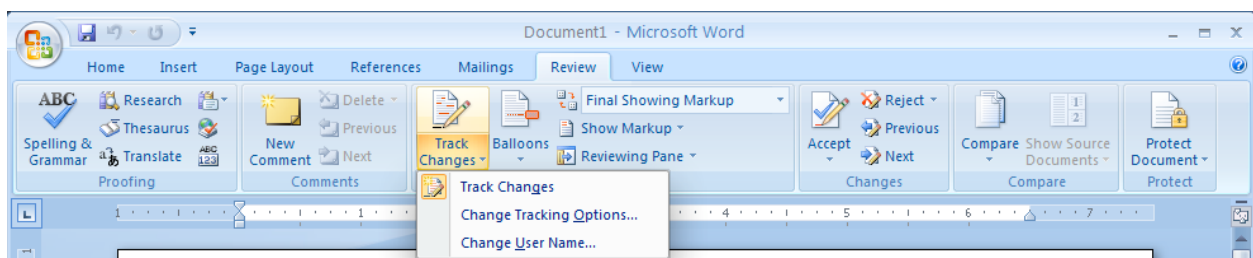 Document1 - Microsoft Word
Home Insert Page Layout References Mailings Review View
ABC Research Delete Final Showing Markup Reject 1
Thesaurus Previous Show Markup Previous 2
Spelling & Grammar Translate ABC 123 New Comment Next Track Changes Balloons Reviewing Pane Accept Next Compare Show Source Documents Protect Document
Proofing Comments Changes Compare Protect
Track Changes
Change Tracking Options...
Change User Name...
L 1 1 4 5 6 7